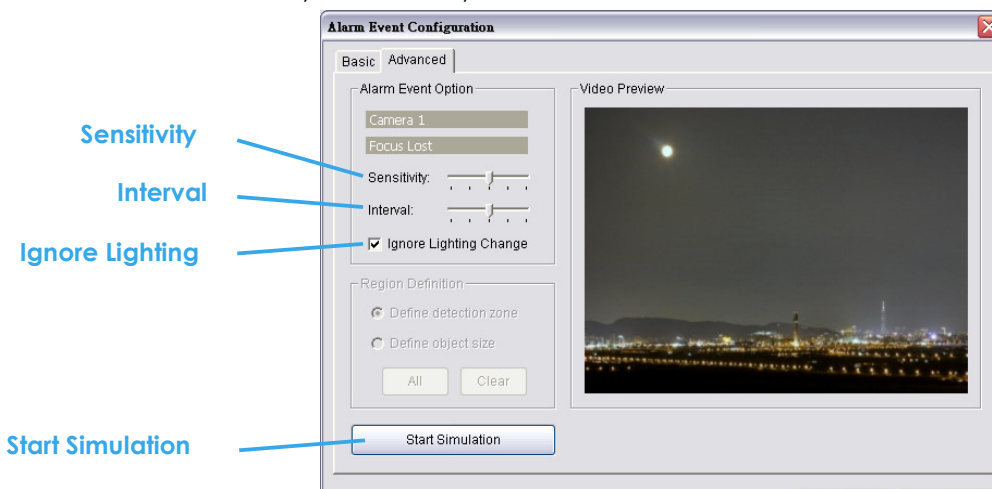 Alarm Event Configuration
Basic
Advanced
Alarm Event Option
Camera 1
Focus Lost
Sensitivity:
Interval:
Ignore Lighting Change
Region Definition
Define detection zone
Define object size
All
Clear
Start Simulation
Video Preview
Sensitivity
Interval
Ignore Lighting
Start Simulation